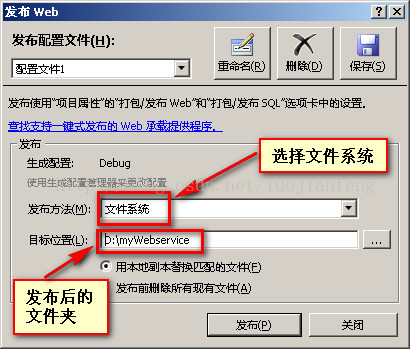 发布 Web
发布配置文件(H):
配置文件1
重命名(R)
删除(D)
保存(S)
发布使用"项目属性"的"打包/发布 Web"和"打包/发布 SQL"选项卡中的设置。
查找支持一键式发布的 Web 承载提供程序。
发布
生成配置: Debug
选择文件系统
使用生成配置管理器来更改配置
发布方法(M): 文件系统
目标位置(L): D:\myWebservice
...
用本地副本替换匹配的文件(F)
发布前删除所有现有文件(A)
发布后的
文件夹
发布(P)
关闭